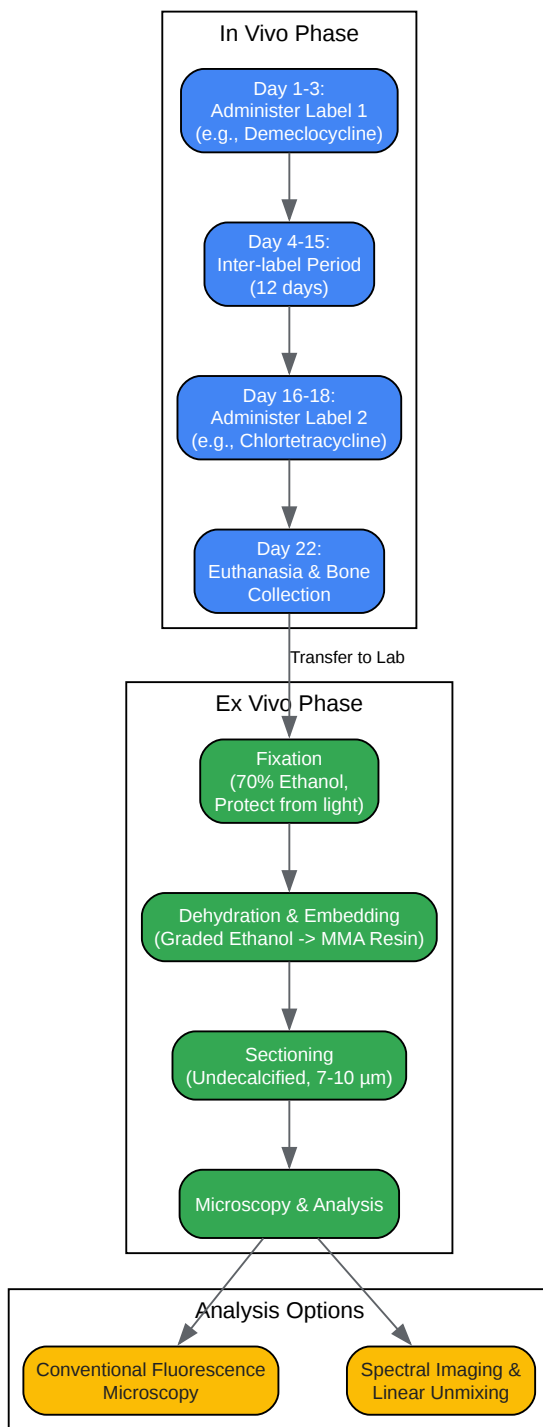 In Vivo Phase
Day 1-3:
Administer Label 1
(e.g., Demeclocycline)
Day 4-15:
Inter-label Period
(12 days)
Day 16-18:
Administer Label 2
(e.g., Chlortetracycline)
Day 22:
Euthanasia & Bone
Collection
Transfer to Lab
Ex Vivo Phase
Fixation
(70% Ethanol,
Protect from light)
Dehydration & Embedding
(Graded Ethanol -> MMA Resin)
Sectioning
(Undecalcified, 7-10 µm)
Microscopy & Analysis
Analysis Options
Conventional Fluorescence
Microscopy
Spectral Imaging &
Linear Unmixing